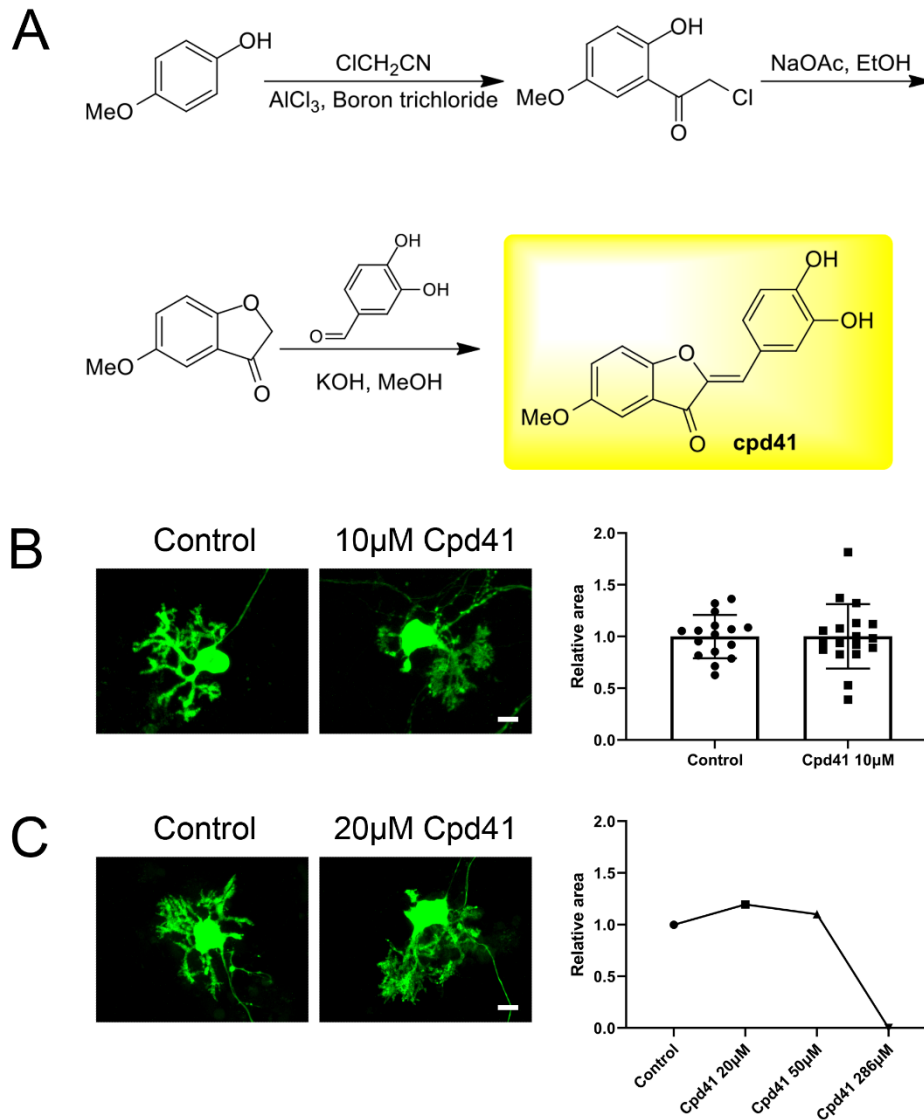 A
OH
MeO
ClCH2CN
AlCl3, Boron trichloride
OH
MeO
Cl
O
NaOAc, EtOH
O
MeO
O
OH
OH
O
KOH, MeOH
OH
OH
O
MeO
O
cpd41
B
Control
10μM Cpd41
Relative area
2.0
1.5
1.0
0.5
0.0
Control
Cpd41 10μM
C
Control
20μM Cpd41
Relative area
2.0
1.5
1.0
0.5
0.0
Control
Cpd41 20μM
Cpd41 50μM
Cpd41 286μM